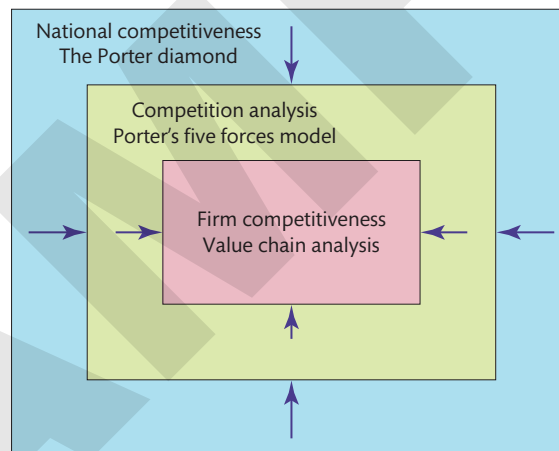 National competitiveness
The Porter diamond
Competition analysis
Porter's five forces model
Firm competitiveness
Value chain analysis